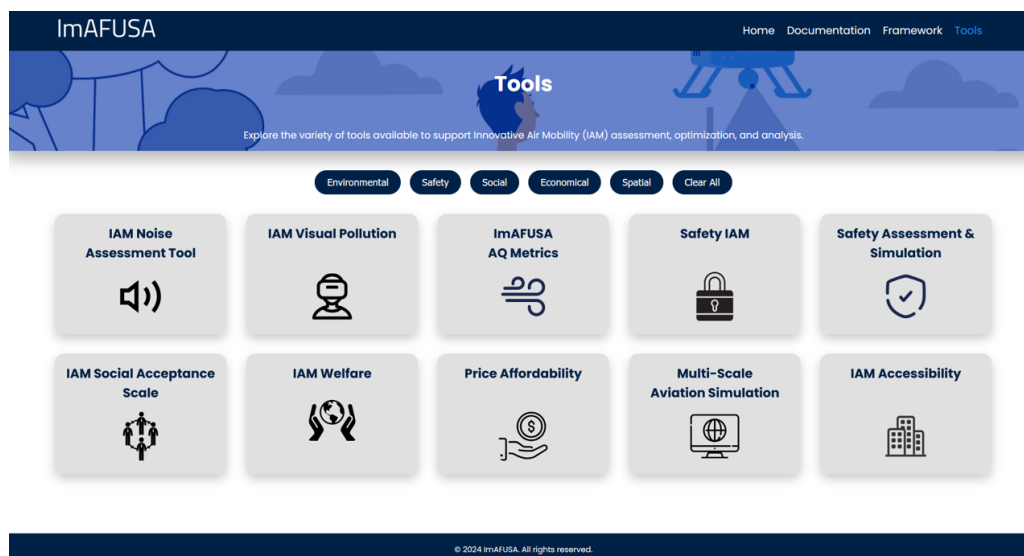 ImAFUSA
Home Documentation Framework Tools
Tools
Explore the variety of tools available to support Innovative Air Mobility (IAM) assessment, optimization, and analysis.
Environmental Safety Social Economical Spatial Clear All
IAM Noise
Assessment Tool
IAM Visual Pollution
ImAFUSA
AQ Metrics
Safety IAM
Safety Assessment &
Simulation
IAM Social Acceptance
Scale
IAM Welfare
Price Affordability
$
Multi-Scale
Aviation Simulation
IAM Accessibility
© 2024 ImAFUSA. All rights reserved.